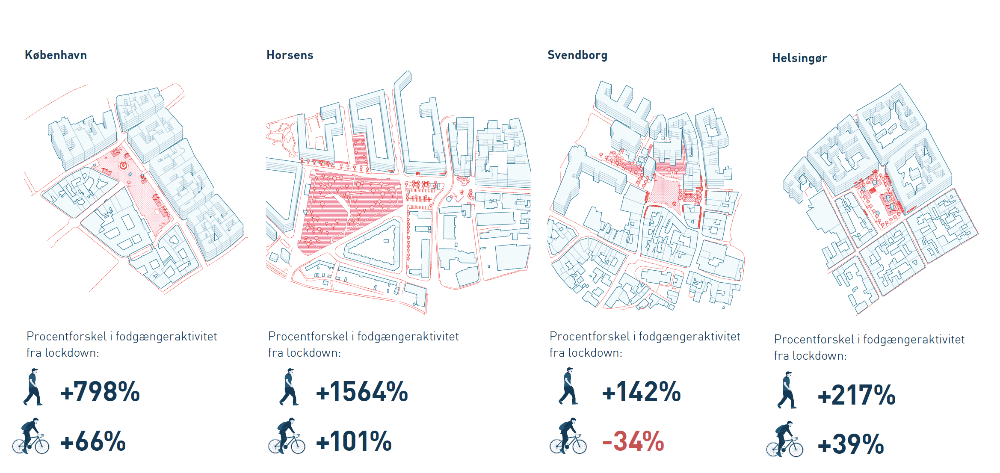 København
Procentforskel i fodgængeraktivitet
fra lockdown:
+798%
+66%
Horsens
Procentforskel i fodgængeraktivitet
fra lockdown:
+1564%
+101%
Svendborg
Procentforskel i fodgængeraktivitet
fra lockdown:
+142%
-34%
Helsingør
Procentforskel i fodgængeraktivitet
fra lockdown:
+217%
+39%